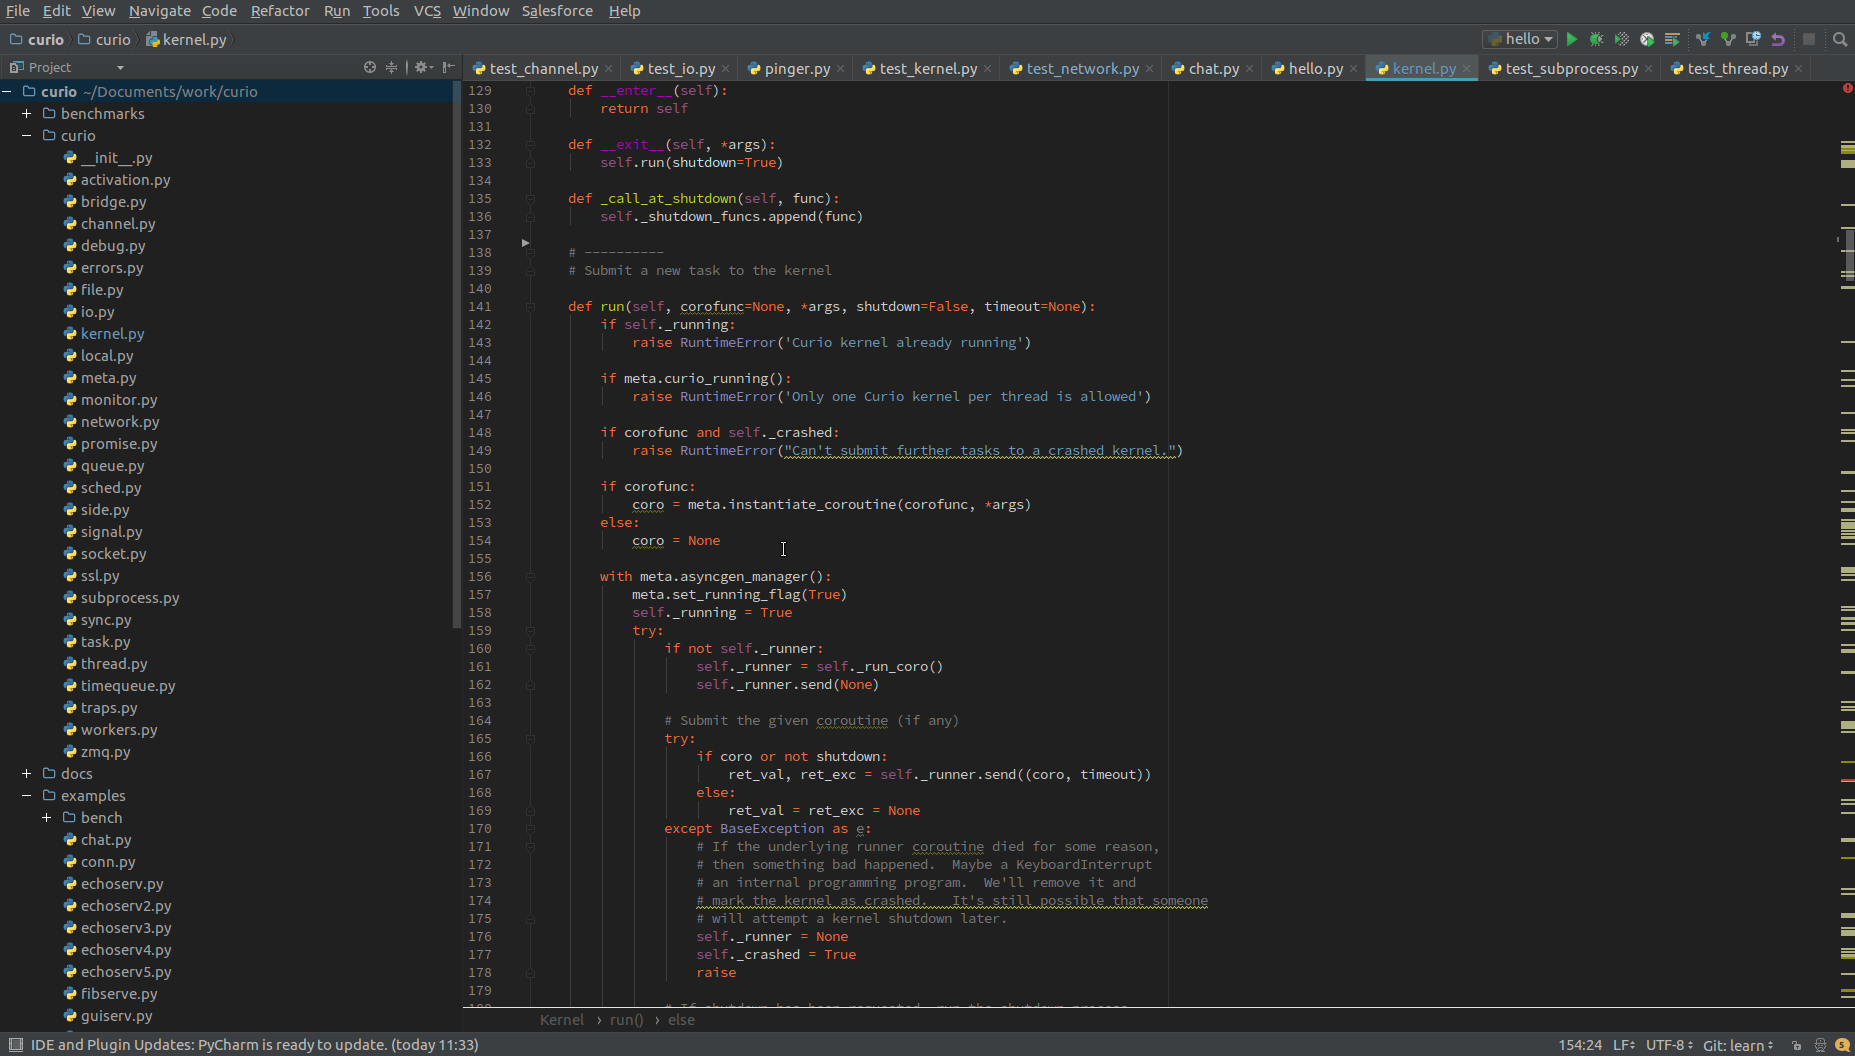 File Edit View Navigate Code Refactor Run Tools VCS Window Salesforce Help
curio curio kernel.py
hello
Project
test_channel.py test_io.py pinger.py test_kernel.py test_network.py chat.py hello.py kernel.py test_subprocess.py test_thread.py
curio ~/Documents/work/curio
benchmarks
curio
__init__.py
activation.py
bridge.py
channel.py
debug.py
errors.py
file.py
io.py
kernel.py
local.py
meta.py
monitor.py
network.py
promise.py
queue.py
sched.py
side.py
signal.py
socket.py
ssl.py
subprocess.py
sync.py
task.py
thread.py
timequeue.py
traps.py
workers.py
zmq.py
docs
examples
bench
chat.py
conn.py
echoserv.py
echoserv2.py
echoserv3.py
echoserv4.py
echoserv5.py
fibserve.py
guiserv.py
129 def __enter__(self):
130 return self
131
132 def __exit__(self, *args):
133 self.run(shutdown=True)
134
135 def _call_at_shutdown(self, func):
136 self._shutdown_funcs.append(func)
137
138 # ----------
139 # Submit a new task to the kernel
140
141 def run(self, corofunc=None, *args, shutdown=False, timeout=None):
142 if self._running:
143 raise RuntimeError('Curio kernel already running')
144
145 if meta.curio_running():
146 raise RuntimeError('Only one Curio kernel per thread is allowed')
147
148 if corofunc and self._crashed:
149 raise RuntimeError("Can't submit further tasks to a crashed kernel.")
150
151 if corofunc:
152 coro = meta.instantiate_coroutine(corofunc, *args)
153 else:
154 coro = None
155
156 with meta.asyncgen_manager():
157 meta.set_running_flag(True)
158 self._running = True
159 try:
160 if not self._runner:
161 self._runner = self._run_coro()
162 self._runner.send(None)
163
164 # Submit the given coroutine (if any)
165 try:
166 if coro or not shutdown:
167 ret_val, ret_exc = self._runner.send((coro, timeout))
168 else:
169 ret_val = ret_exc = None
170 except BaseException as e:
171 # If the underlying runner coroutine died for some reason,
172 # then something bad happened.  Maybe a KeyboardInterrupt
173 # an internal programming program.  We'll remove it and
174 # mark the kernel as crashed.   It's still possible that someone
175 # will attempt a kernel shutdown later.
176 self._runner = None
177 self._crashed = True
178 raise
179
180 # If shutdown has been requested, run the shutdown process
Kernel › run() › else
IDE and Plugin Updates: PyCharm is ready to update. (today 11:33)
154:24 LF UTF-8 Git: learn